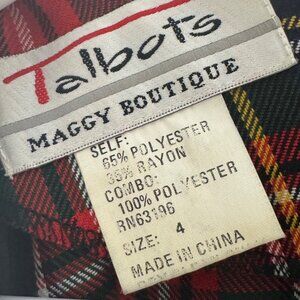 Talbots
MAGGY BOUTIQUE
SELF:
65% POLYESTER
35% RAYON
COMBO:
100% POLYESTER
RN63196
SIZE: 4
MADE IN CHINA